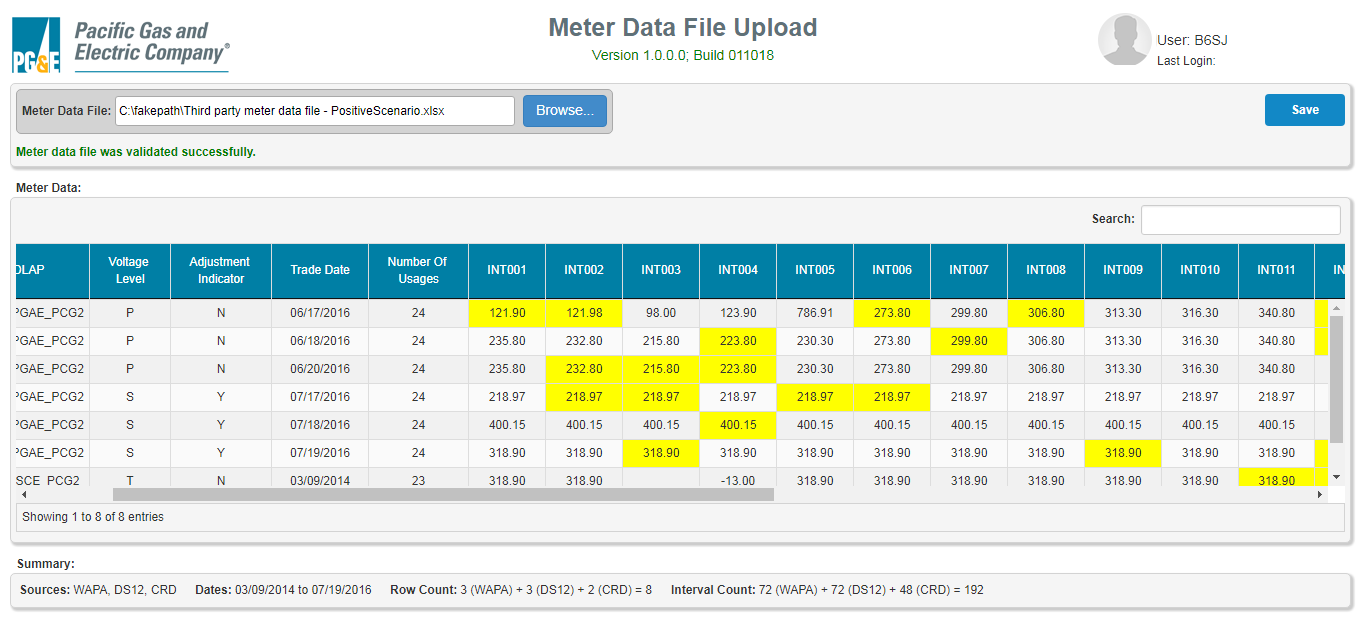 PG&E Pacific Gas and
Electric Company®
Meter Data File Upload
Version 1.0.0.0; Build 011018
User: B6SJ
Last Login:
Meter Data File: C:\fakepath\Third party meter data file - PositiveScenario.xlsx Browse... Save
Meter data file was validated successfully.
Meter Data:
Search:
Voltage Level Adjustment Indicator Trade Date Number Of Usages INT001 INT002 INT003 INT004 INT005 INT006 INT007 INT008 INT009 INT010 INT011 IN
PGAE_PCG2 P N 06/17/2016 24 121.90 121.98 98.00 123.90 786.91 273.80 299.80 306.80 313.30 316.30 340.80
PGAE_PCG2 P N 06/18/2016 24 235.80 232.80 215.80 223.80 230.30 273.80 299.80 306.80 313.30 316.30 340.80
PGAE_PCG2 P N 06/20/2016 24 235.80 232.80 215.80 223.80 230.30 273.80 299.80 306.80 313.30 316.30 340.80
PGAE_PCG2 S Y 07/17/2016 24 218.97 218.97 218.97 218.97 218.97 218.97 218.97 218.97 218.97 218.97 218.97
PGAE_PCG2 S Y 07/18/2016 24 400.15 400.15 400.15 400.15 400.15 400.15 400.15 400.15 400.15 400.15 400.15
PGAE_PCG2 S Y 07/19/2016 24 318.90 318.90 318.90 318.90 318.90 318.90 318.90 318.90 318.90 318.90 318.90
SCE_PCG2 T N 03/09/2014 23 318.90 318.90 -13.00 318.90 318.90 318.90 318.90 318.90 318.90 318.90
Showing 1 to 8 of 8 entries
Summary:
Sources: WAPA, DS12, CRD Dates: 03/09/2014 to 07/19/2016 Row Count: 3 (WAPA) + 3 (DS12) + 2 (CRD) = 8 Interval Count: 72 (WAPA) + 72 (DS12) + 48 (CRD) = 192